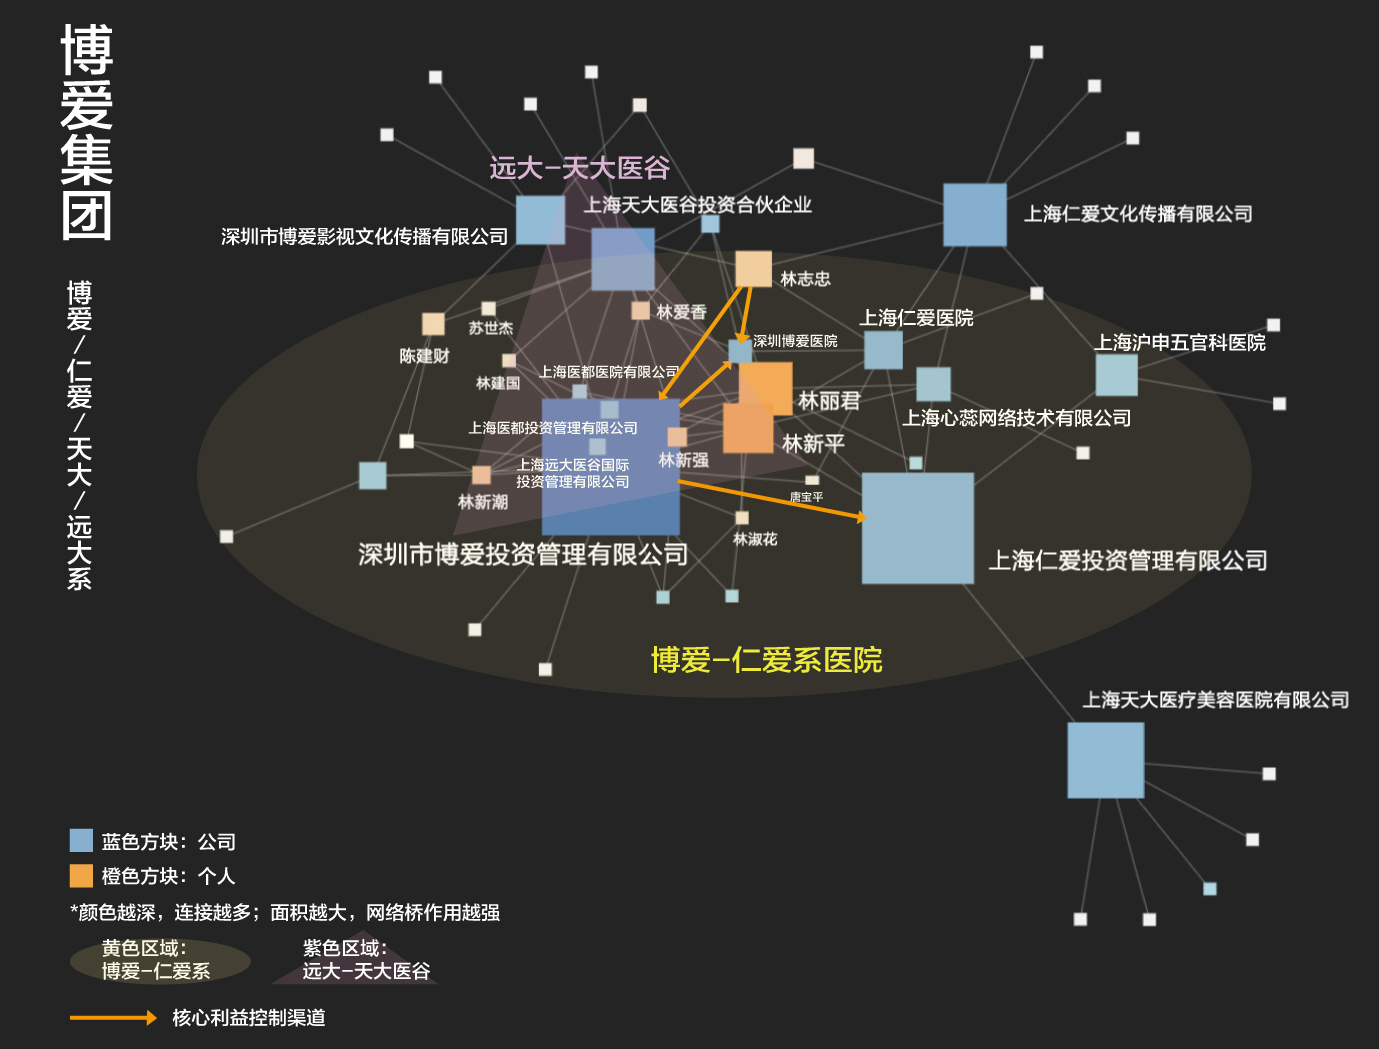 博爱集团
博爱/仁爱/天大/远大系
远大-天大医谷
上海天大医谷投资合伙企业
上海仁爱文化传播有限公司
深圳市博爱影视文化传播有限公司
林志忠
林爱香
苏世杰
上海仁爱医院
深圳博爱医院
上海沪申五官科医院
陈建财
上海医都医院有限公司
林建国
林丽君
上海心蕊网络技术有限公司
上海医都投资管理有限公司
林新平
林新强
上海远大医谷国际
投资管理有限公司
林新潮
唐宝平
林淑花
深圳市博爱投资管理有限公司
上海仁爱投资管理有限公司
博爱-仁爱系医院
上海天大医疗美容医院有限公司
蓝色方块：公司
橙色方块：个人
*颜色越深，连接越多；面积越大，网络桥作用越强
黄色区域：
博爱-仁爱系
紫色区域：
远大-天大医谷
核心利益控制渠道